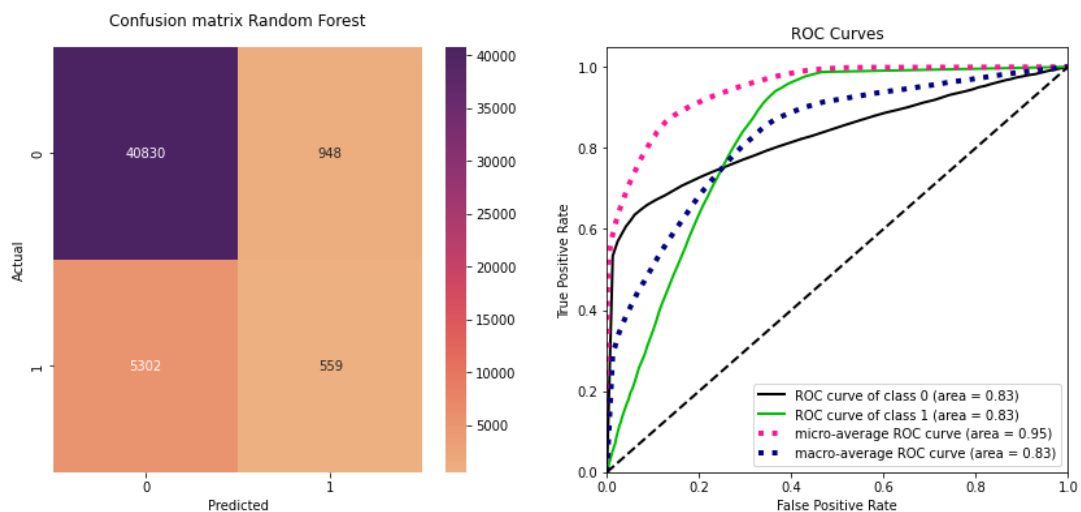 Confusion matrix Random Forest
Actual
0
1
40830
948
5302
559
0
1
Predicted
40000
35000
30000
25000
20000
15000
10000
5000
ROC Curves
True Positive Rate
1.0
0.8
0.6
0.4
0.2
0.0
ROC curve of class 0 (area = 0.83)
ROC curve of class 1 (area = 0.83)
micro-average ROC curve (area = 0.95)
macro-average ROC curve (area = 0.83)
0.0
0.2
0.4
0.6
0.8
1.0
False Positive Rate